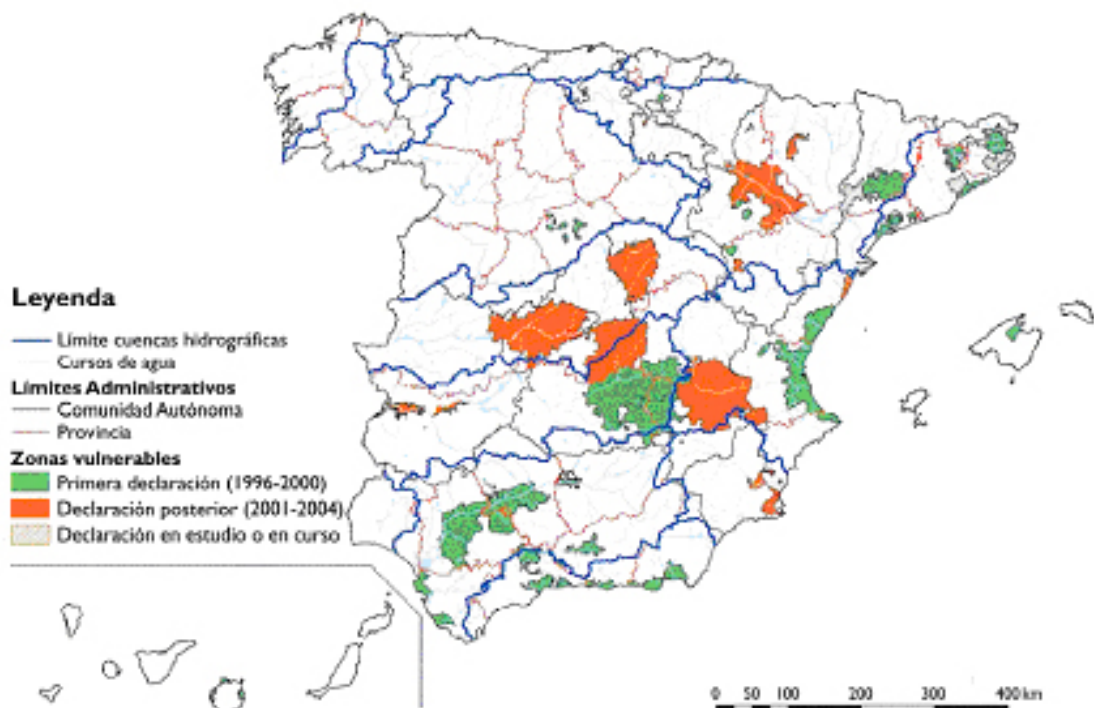 Leyenda
Límite cuencas hidrográficas
Cursos de agua
Límites Administrativos
Comunidad Autónoma
Provincia
Zonas vulnerables
Primera declaración (1996-2000)
Declaración posterior (2001-2004)
Declaración en estudio o en curso
0 50 100 200 300 400 km